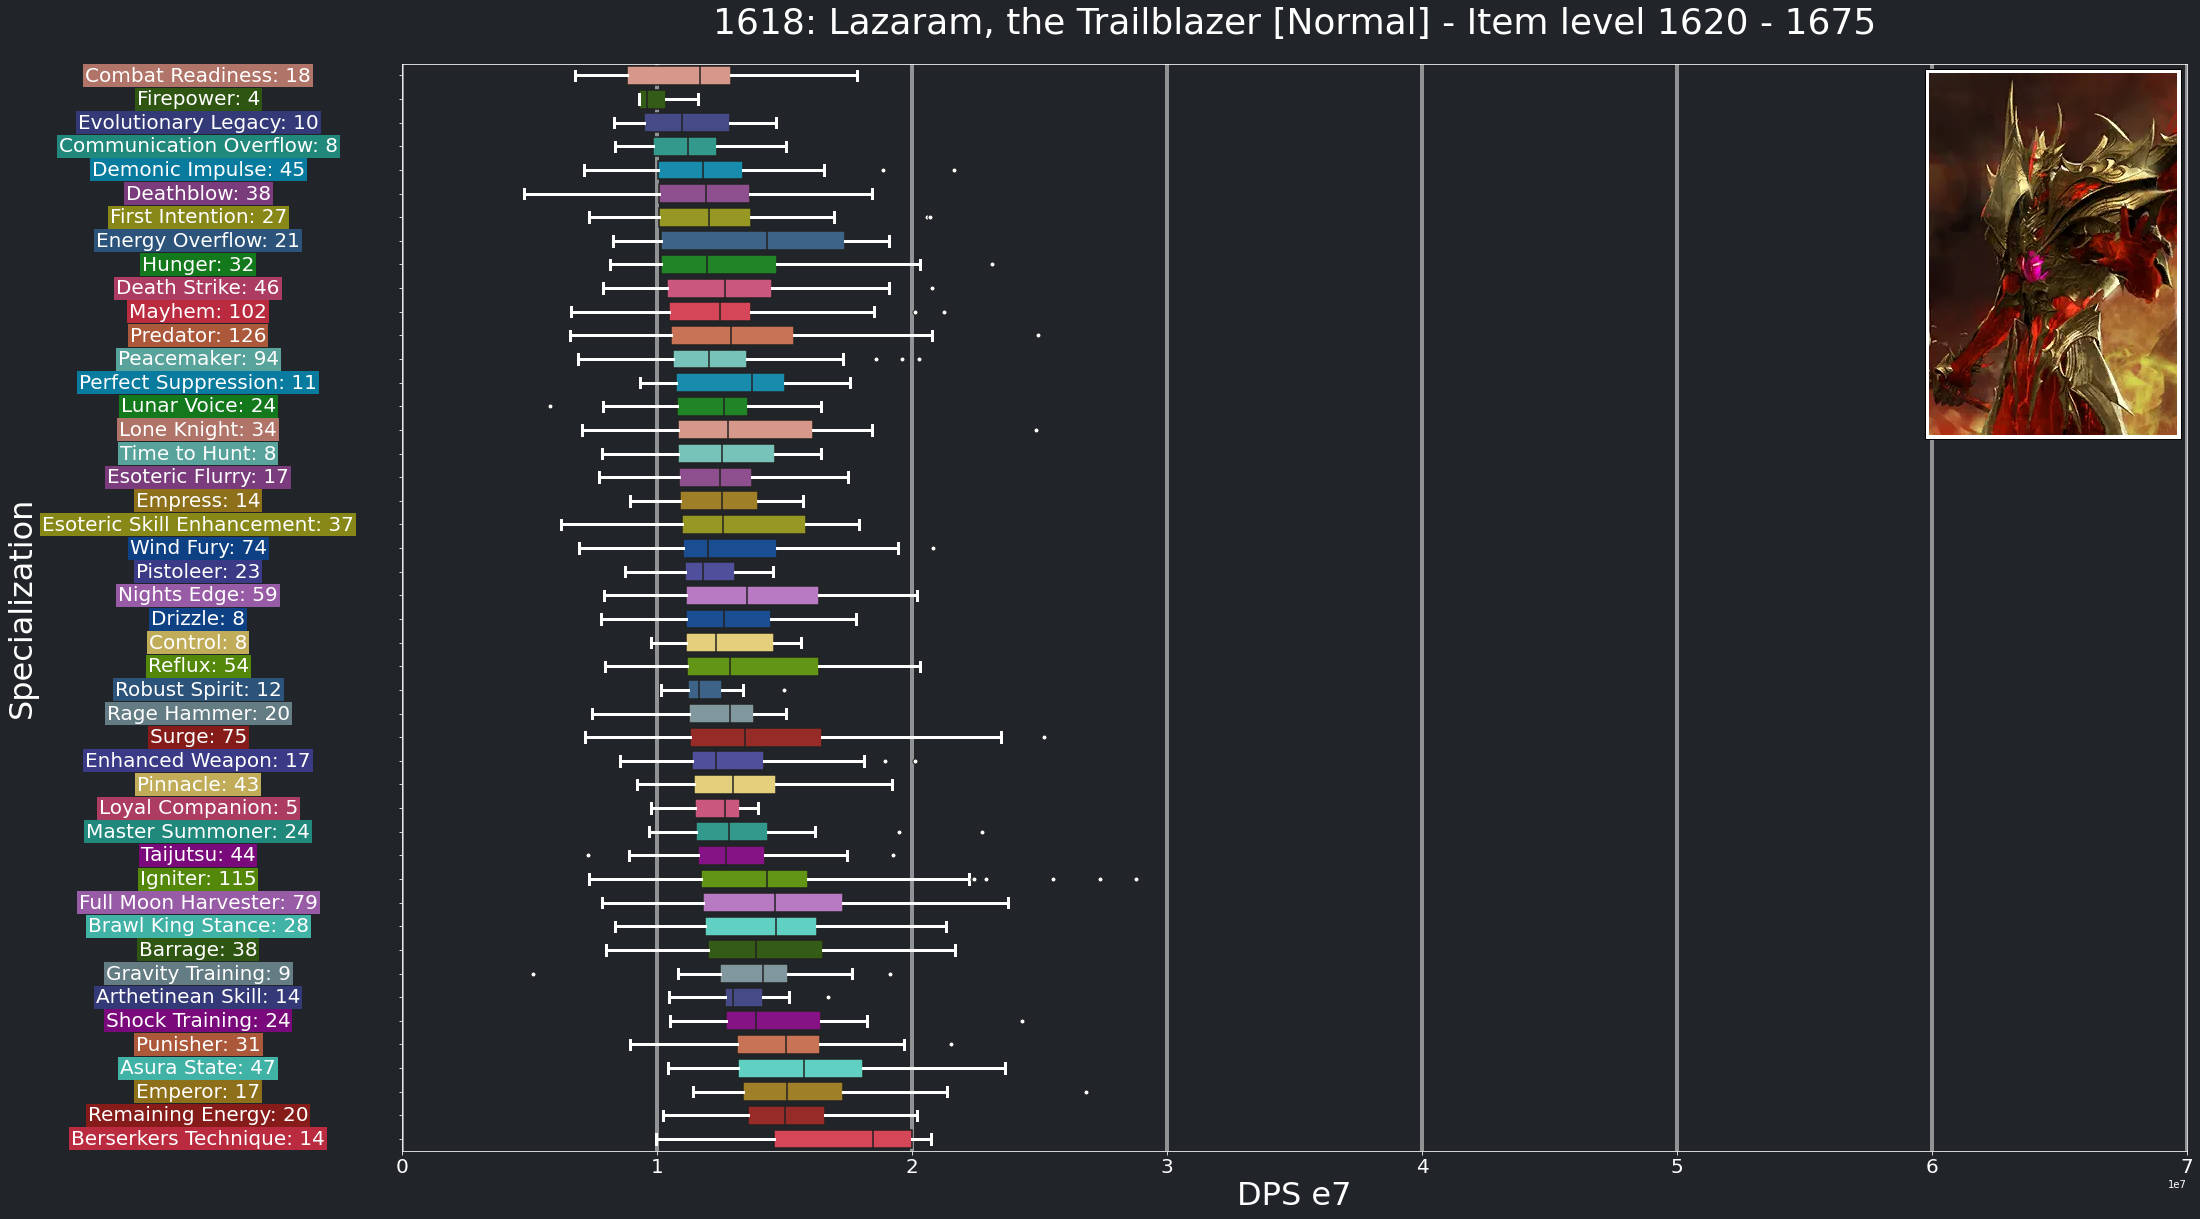 1618: Lazaram, the Trailblazer [Normal] - Item level 1620 - 1675
Specialization
Combat Readiness: 18
Firepower: 4
Evolutionary Legacy: 10
Communication Overflow: 8
Demonic Impulse: 45
Deathblow: 38
First Intention: 27
Energy Overflow: 21
Hunger: 32
Death Strike: 46
Mayhem: 102
Predator: 126
Peacemaker: 94
Perfect Suppression: 11
Lunar Voice: 24
Lone Knight: 34
Time to Hunt: 8
Esoteric Flurry: 17
Empress: 14
Esoteric Skill Enhancement: 37
Wind Fury: 74
Pistoleer: 23
Nights Edge: 59
Drizzle: 8
Control: 8
Reflux: 54
Robust Spirit: 12
Rage Hammer: 20
Surge: 75
Enhanced Weapon: 17
Pinnacle: 43
Loyal Companion: 5
Master Summoner: 24
Taijutsu: 44
Igniter: 115
Full Moon Harvester: 79
Brawl King Stance: 28
Barrage: 38
Gravity Training: 9
Arthetinean Skill: 14
Shock Training: 24
Punisher: 31
Asura State: 47
Emperor: 17
Remaining Energy: 20
Berserkers Technique: 14
0 1 2 3 4 5 6 7
1e7
DPS e7